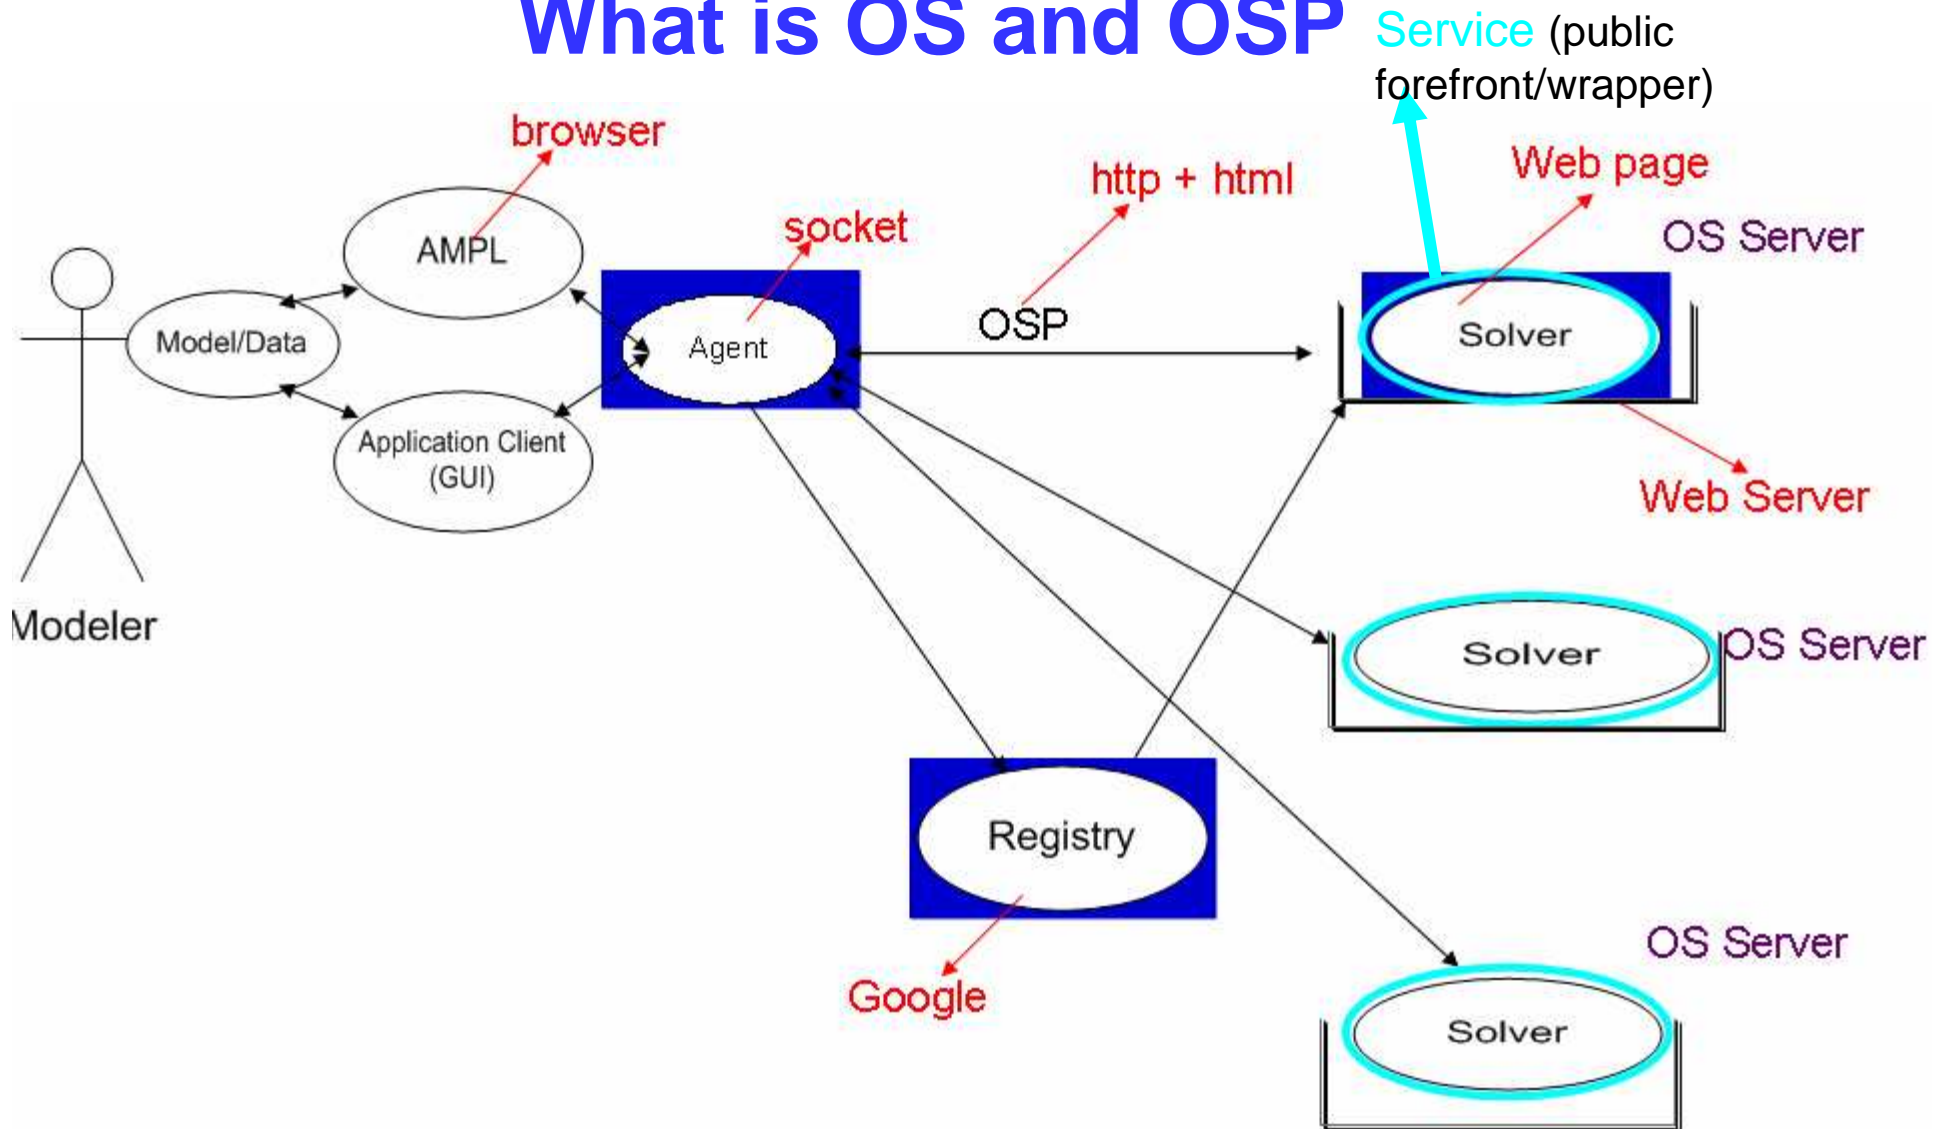 What is OS and OSP
Service (public
forefront/wrapper)
browser
http + html
Web page
socket
OS Server
AMPL
OSP
Model/Data
Agent
Solver
Application Client
(GUI)
Web Server
Modeler
Solver
OS Server
Registry
Google
OS Server
Solver